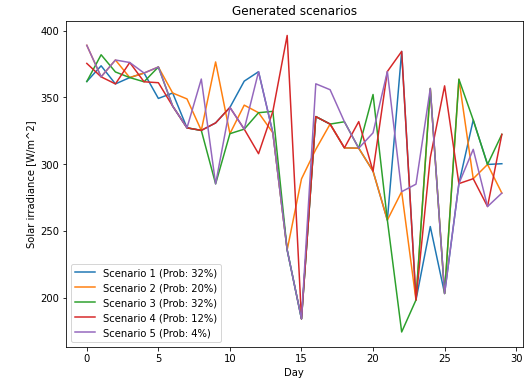 Generated scenarios
Solar irradiance [W/m^2]
400
350
300
250
200
Scenario 1 (Prob: 32%)
Scenario 2 (Prob: 20%)
Scenario 3 (Prob: 32%)
Scenario 4 (Prob: 12%)
Scenario 5 (Prob: 4%)
0 5 10 15 20 25 30
Day